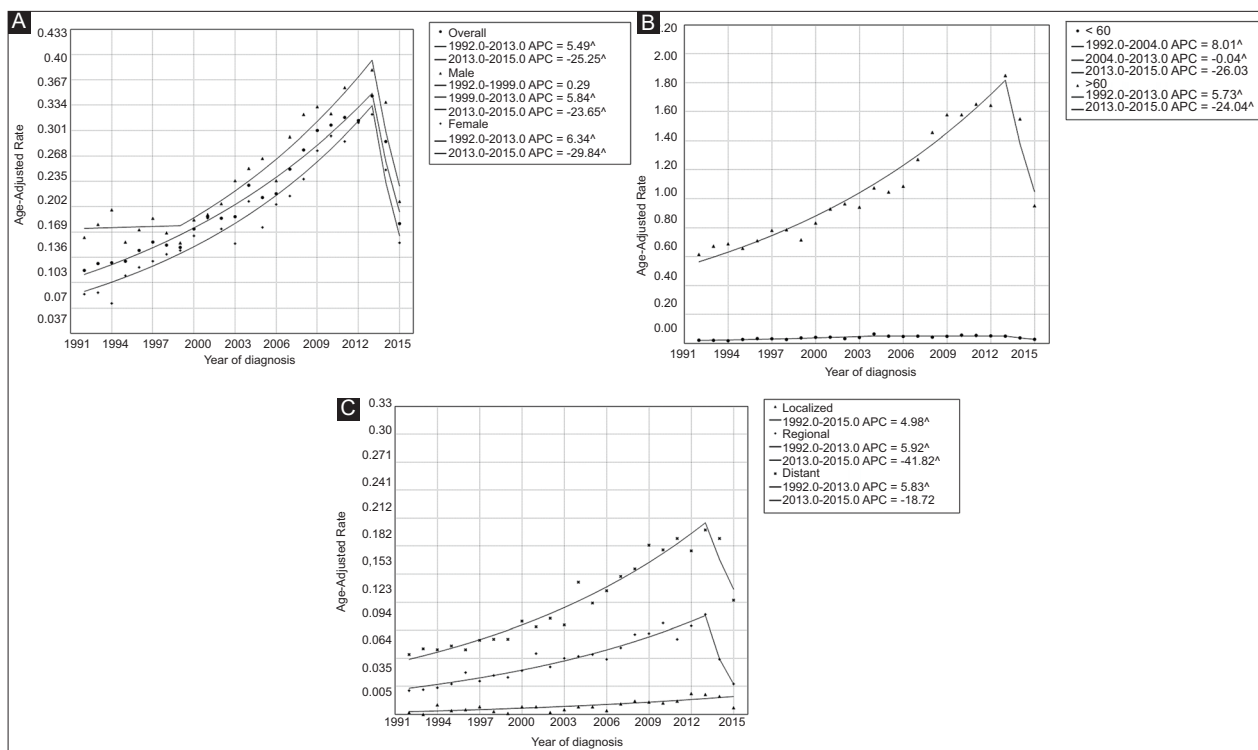 A
0.433
0.40
0.367
0.334
0.301
0.268
0.235
0.202
0.169
0.136
0.103
0.07
0.037
Age-Adjusted Rate
1991 1994 1997 2000 2003 2006 2009 2012 2015
Year of diagnosis
Overall
1992.0-2013.0 APC = 5.49^
2013.0-2015.0 APC = -25.25^
Male
1992.0-1999.0 APC = 0.29
1999.0-2013.0 APC = 5.84^
2013.0-2015.0 APC = -23.65^
Female
1992.0-2013.0 APC = 6.34^
2013.0-2015.0 APC = -29.84^
B
2.20
1.80
1.60
1.40
1.20
1.00
0.80
0.60
0.40
0.20
0.00
Age-Adjusted Rate
1991 1994 1997 2000 2003 2006 2009 2012 2015
Year of diagnosis
< 60
1992.0-2004.0 APC = 8.01^
2004.0-2013.0 APC = -0.04^
2013.0-2015.0 APC = -26.03
>60
1992.0-2013.0 APC = 5.73^
2013.0-2015.0 APC = -24.04^
C
0.33
0.30
0.271
0.241
0.212
0.182
0.153
0.123
0.094
0.064
0.035
0.005
Age-Adjusted Rate
1991 1994 1997 2000 2003 2006 2009 2012 2015
Year of diagnosis
Localized
1992.0-2015.0 APC = 4.98^
Regional
1992.0-2013.0 APC = 5.92^
2013.0-2015.0 APC = -41.82^
Distant
1992.0-2013.0 APC = 5.83^
2013.0-2015.0 APC = -18.72